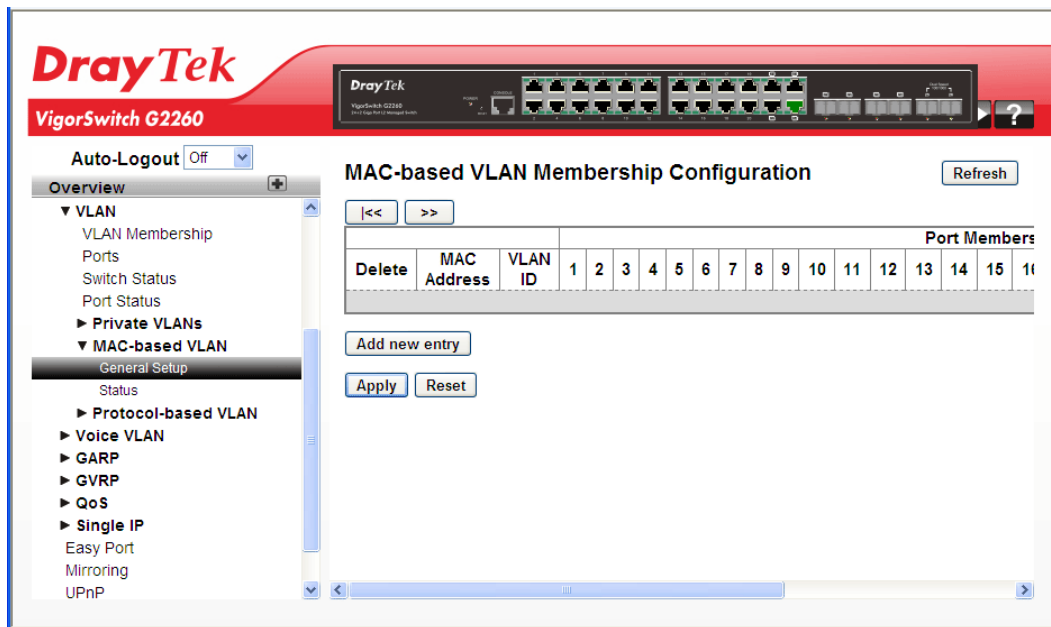 DrayTek
VigorSwitch G2260
DrayTek
VigorSwitch G2260
?
Auto-Logout Off
Overview
▼ VLAN
VLAN Membership
Ports
Switch Status
Port Status
► Private VLANs
▼ MAC-based VLAN
General Setup
Status
► Protocol-based VLAN
► Voice VLAN
► GARP
► GVRP
► QoS
► Single IP
Easy Port
Mirroring
UPnP
MAC-based VLAN Membership Configuration
Refresh
|<< >>
Port Members
Delete MAC Address VLAN ID 1 2 3 4 5 6 7 8 9 10 11 12 13 14 15
Add new entry
Apply Reset